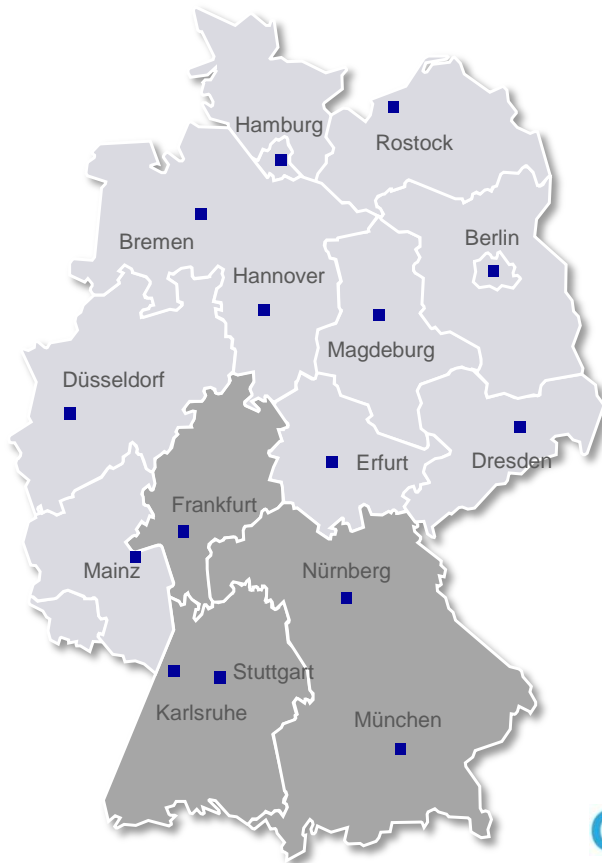 Hamburg
Rostock
Bremen
Berlin
Hannover
Magdeburg
Düsseldorf
Erfurt
Dresden
Frankfurt
Mainz
Nürnberg
Stuttgart
Karlsruhe
München